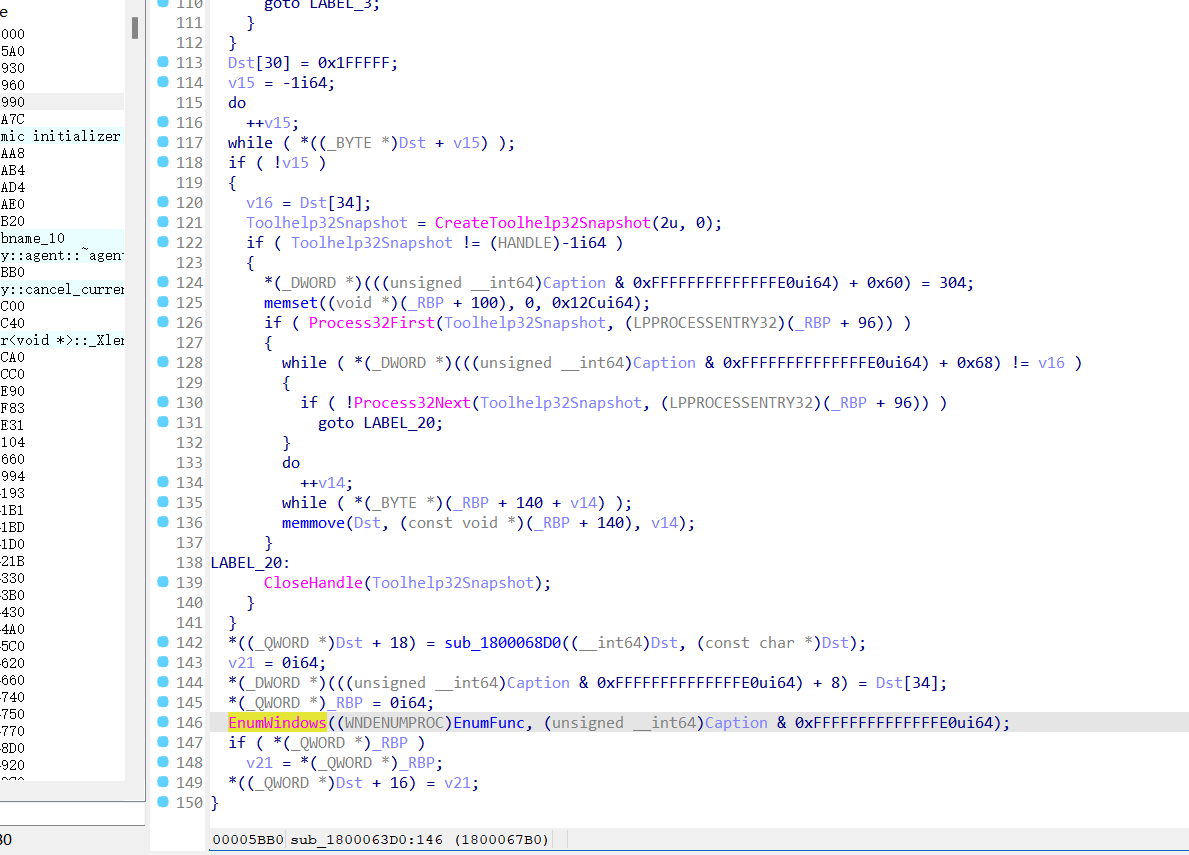 e
000
5A0
930
960
990
A7C
mic initializer
AA8
AB4
AD4
AE0
B20
bname_10
y::agent::~agent
BB0
y::cancel_curren
C00
C40
r<void *>::_Xlen
CA0
CC0
E90
F83
E31
104
660
994
193
1B1
1BD
1D0
21B
330
3B0
430
4A0
5C0
620
660
740
750
770
8D0
920
110 goto LABEL_3;
111 }
112 }
113 Dst[30] = 0x1FFFFF;
114 v15 = -1i64;
115 do
116 ++v15;
117 while ( *((_BYTE *)Dst + v15) );
118 if ( !v15 )
119 {
120 v16 = Dst[34];
121 Toolhelp32Snapshot = CreateToolhelp32Snapshot(2u, 0);
122 if ( Toolhelp32Snapshot != (HANDLE)-1i64 )
123 {
124 *(_DWORD *)(((unsigned __int64)Caption & 0xFFFFFFFFFFFFFFE0ui64) + 0x60) = 304;
125 memset((void *)(_RBP + 100), 0, 0x12Cui64);
126 if ( Process32First(Toolhelp32Snapshot, (LPPROCESSENTRY32)(_RBP + 96)) )
127 {
128 while ( *(_DWORD *)(((unsigned __int64)Caption & 0xFFFFFFFFFFFFFFE0ui64) + 0x68) != v16 )
129 {
130 if ( !Process32Next(Toolhelp32Snapshot, (LPPROCESSENTRY32)(_RBP + 96)) )
131 goto LABEL_20;
132 }
133 do
134 ++v14;
135 while ( *(_BYTE *)(_RBP + 140 + v14) );
136 memmove(Dst, (const void *)(_RBP + 140), v14);
137 }
138 LABEL_20:
139 CloseHandle(Toolhelp32Snapshot);
140 }
141 }
142 *((_QWORD *)Dst + 18) = sub_1800068D0((__int64)Dst, (const char *)Dst);
143 v21 = 0i64;
144 *(_DWORD *)(((unsigned __int64)Caption & 0xFFFFFFFFFFFFFFE0ui64) + 8) = Dst[34];
145 *(_QWORD *)_RBP = 0i64;
146 EnumWindows((WNDENUMPROC)EnumFunc, (unsigned __int64)Caption & 0xFFFFFFFFFFFFFFE0ui64);
147 if ( *(_QWORD *)_RBP )
148 v21 = *(_QWORD *)_RBP;
149 *((_QWORD *)Dst + 16) = v21;
150 }
00005BB0 sub_1800063D0:146 (1800067B0)